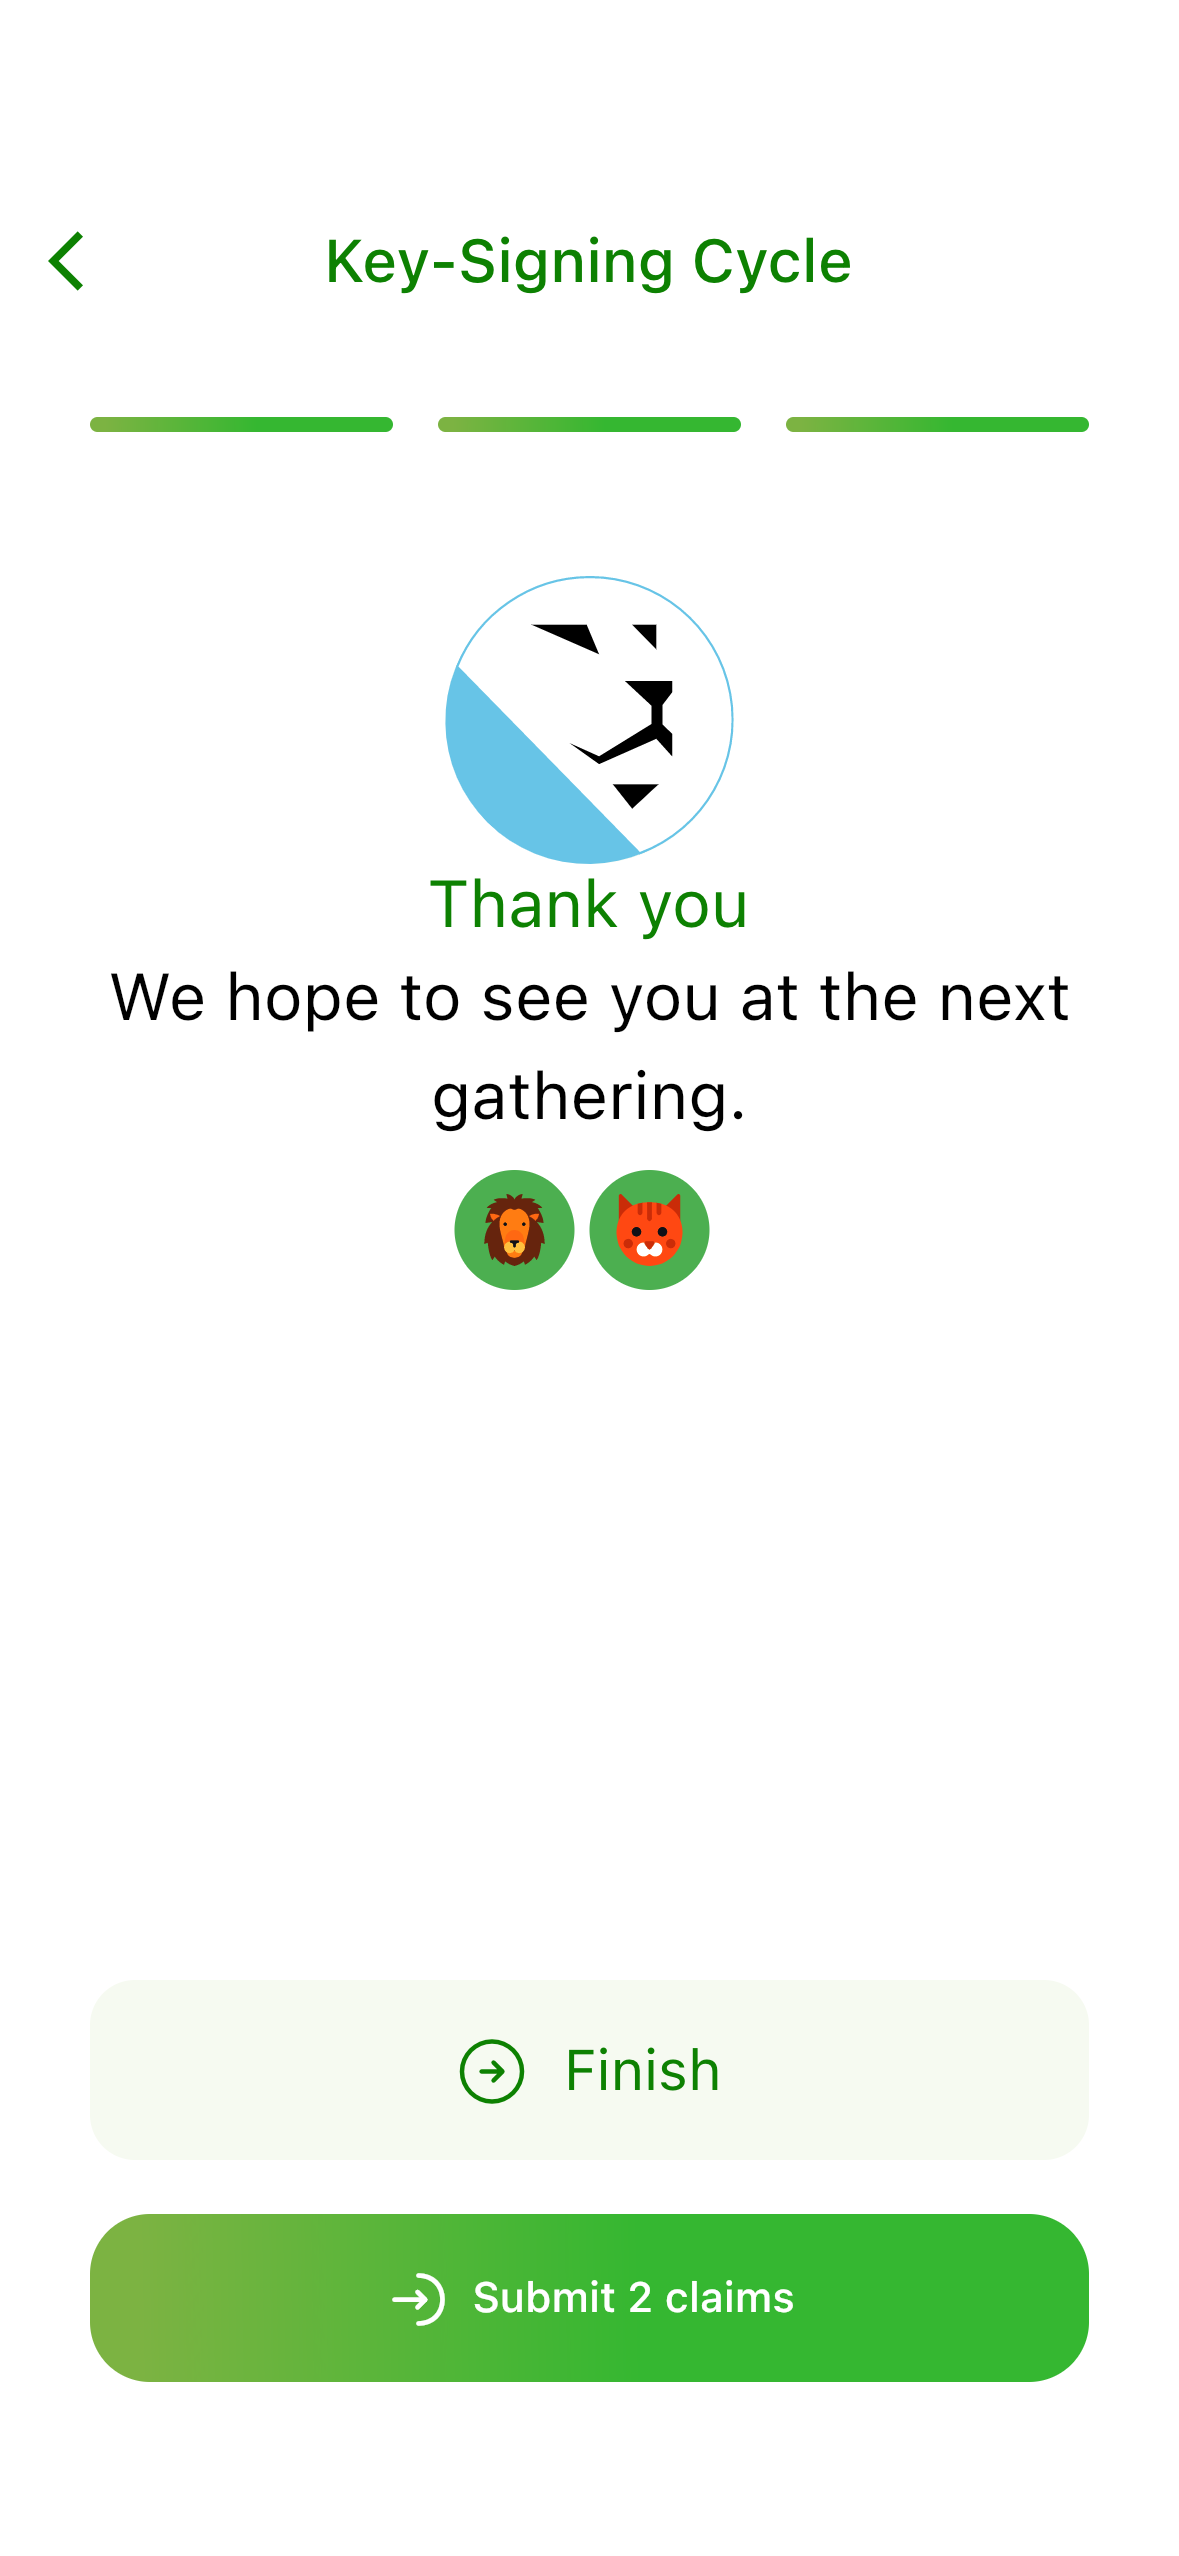 Key-Signing Cycle
Thank you
We hope to see you at the next
gathering.
Finish
Submit 2 claims